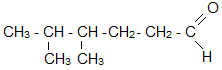 O
CH₃ - CH - CH - CH₂ - CH₂ - C
CH₃ CH₃ H